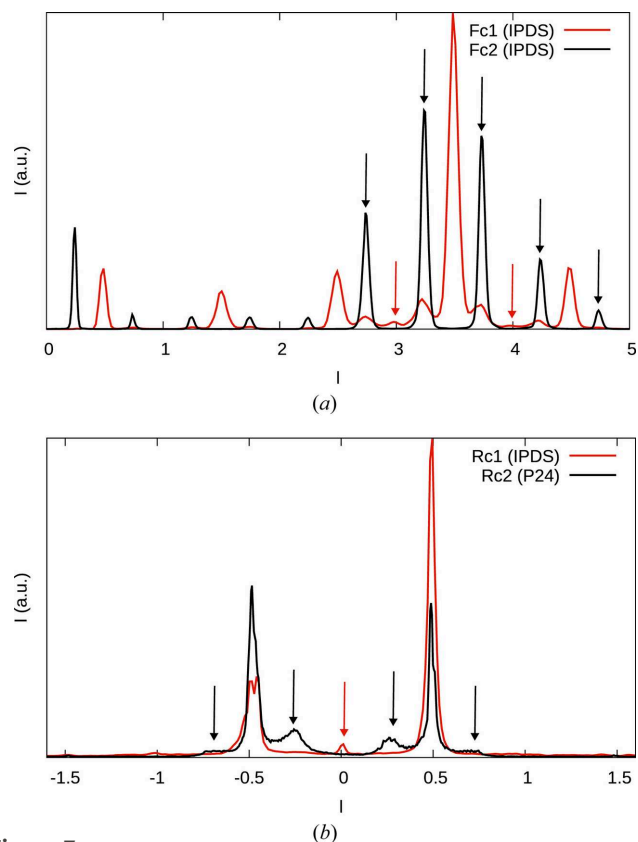 Fc1 (IPDS)
Fc2 (IPDS)
I (a.u.)
0 1 2 3 4 5
l
(a)
Rc1 (IPDS)
Rc2 (P24)
I (a.u.)
-1.5 -1 -0.5 0 0.5 1 1.5
l
(b)